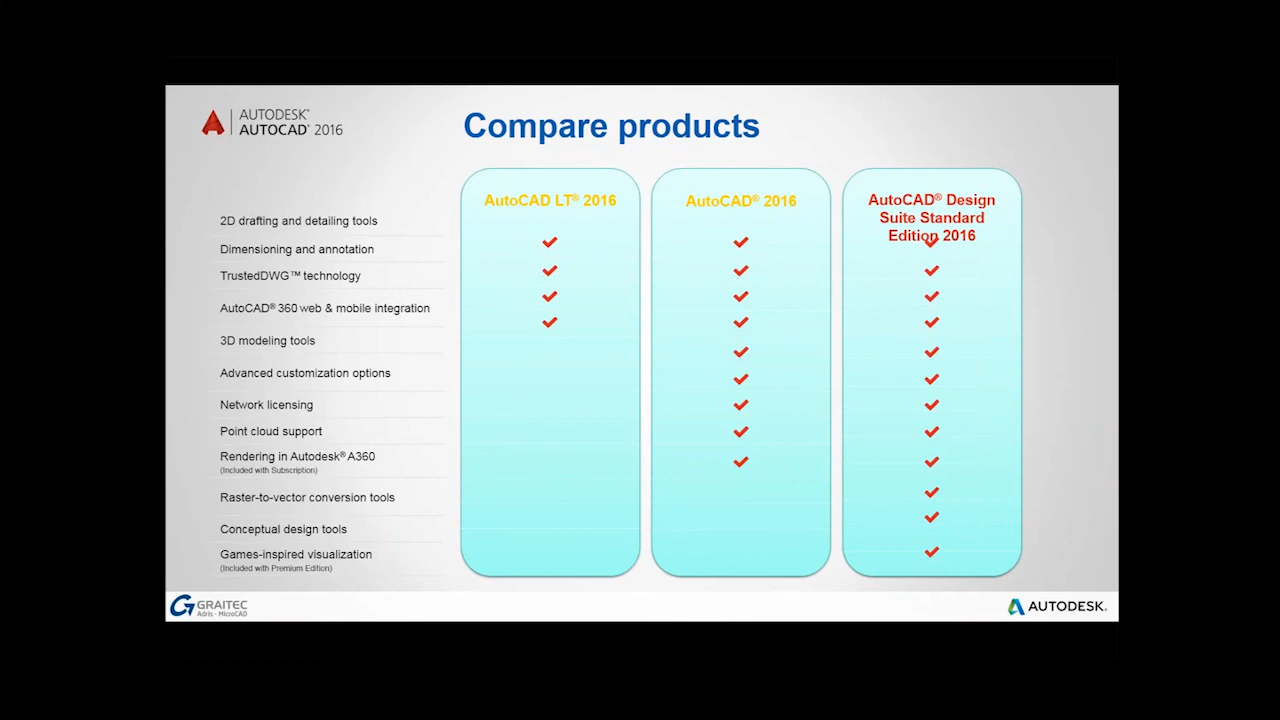 AUTODESK®
AUTOCAD® 2016
Compare products
AutoCAD LT® 2016
AutoCAD® 2016
AutoCAD® Design
Suite Standard
Edition 2016
2D drafting and detailing tools
Dimensioning and annotation
TrustedDWG™ technology
AutoCAD® 360 web & mobile integration
3D modeling tools
Advanced customization options
Network licensing
Point cloud support
Rendering in Autodesk® A360
(Included with Subscription)
Raster-to-vector conversion tools
Conceptual design tools
Games-inspired visualization
(Included with Premium Edition)
GRAITEC
Adris - MicroCAD
AUTODESK®